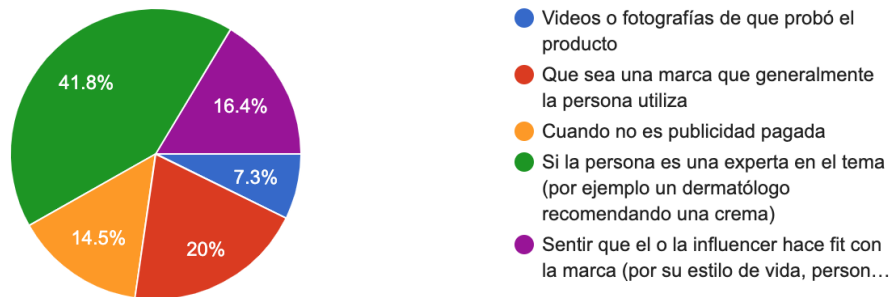 41.8%
16.4%
7.3%
14.5%
20%
Videos o fotografías de que probó el
producto
Que sea una marca que generalmente
la persona utiliza
Cuando no es publicidad pagada
Si la persona es una experta en el tema
(por ejemplo un dermatólogo
recomendando una crema)
Sentir que el o la influencer hace fit con
la marca (por su estilo de vida, person…